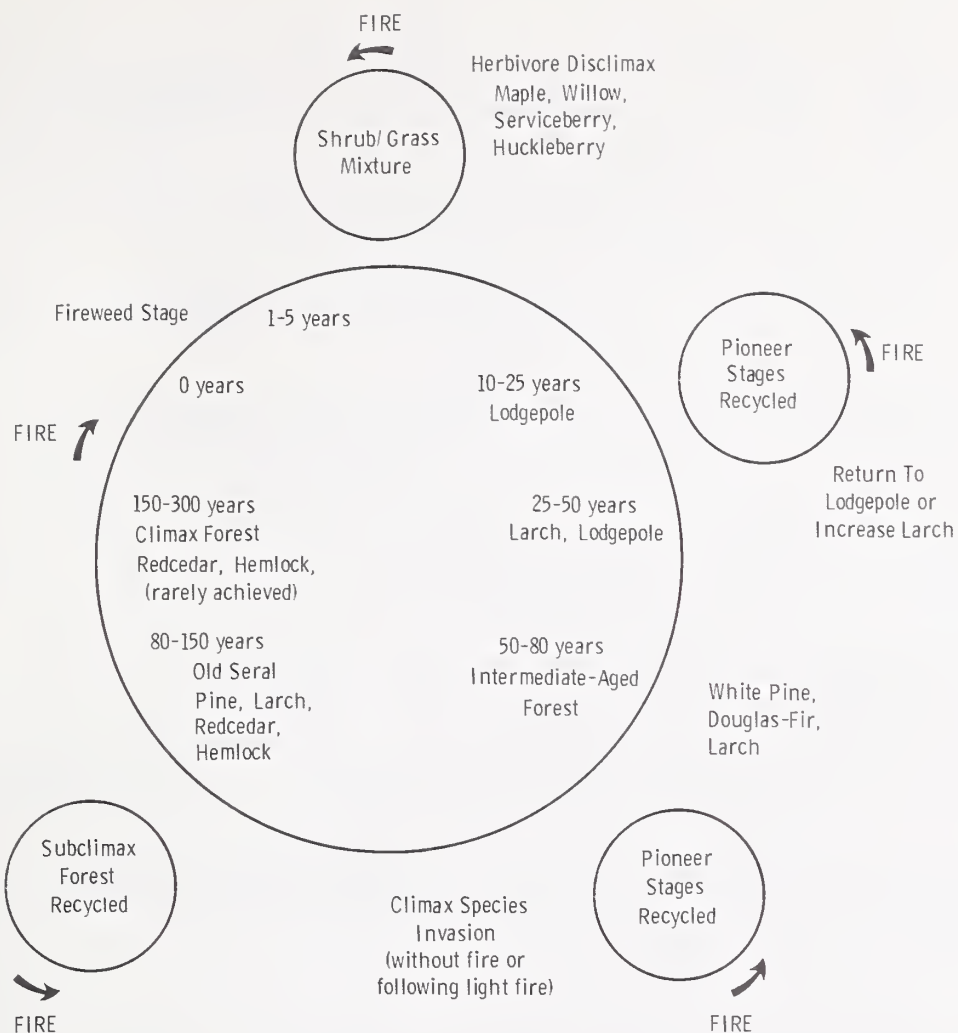 FIRE
Herbivore Disclimax
Maple, Willow,
Serviceberry,
Huckleberry
Shrub/Grass
Mixture
Fireweed Stage
1-5 years
0 years
10-25 years
Lodgepole
Pioneer
Stages
Recycled
FIRE
FIRE
Return To
Lodgepole or
Increase Larch
150-300 years
Climax Forest
Redcedar, Hemlock,
(rarely achieved)
25-50 years
Larch, Lodgepole
80-150 years
Old Seral
Pine, Larch,
Redcedar,
Hemlock
50-80 years
Intermediate-Aged
Forest
White Pine,
Douglas-Fir,
Larch
Subclimax
Forest
Recycled
FIRE
Climax Species
Invasion
(without fire or
following light fire)
Pioneer
Stages
Recycled
FIRE